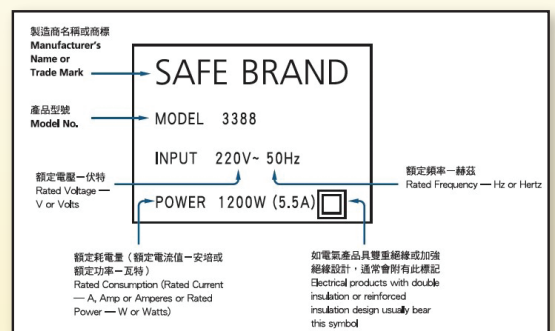 製造商名稱或商標
Manufacturer's
Name or
Trade Mark
SAFE BRAND
產品型號
Model No.
MODEL 3388
INPUT 220V~ 50Hz
額定電壓—伏特
Rated Voltage —
V or Volts
額定頻率—赫茲
Rated Frequency — Hz or Hertz
POWER 1200W (5.5A)
額定耗電量（額定電流值—安培或
額定功率—瓦特）
Rated Consumption (Rated Current
— A, Amp or Amperes or Rated
Power — W or Watts)
如電氣產品具雙重絕緣或加強
絕緣設計，通常會附有此標記
Electrical products with double
insulation or reinforced
insulation design usually bear
this symbol